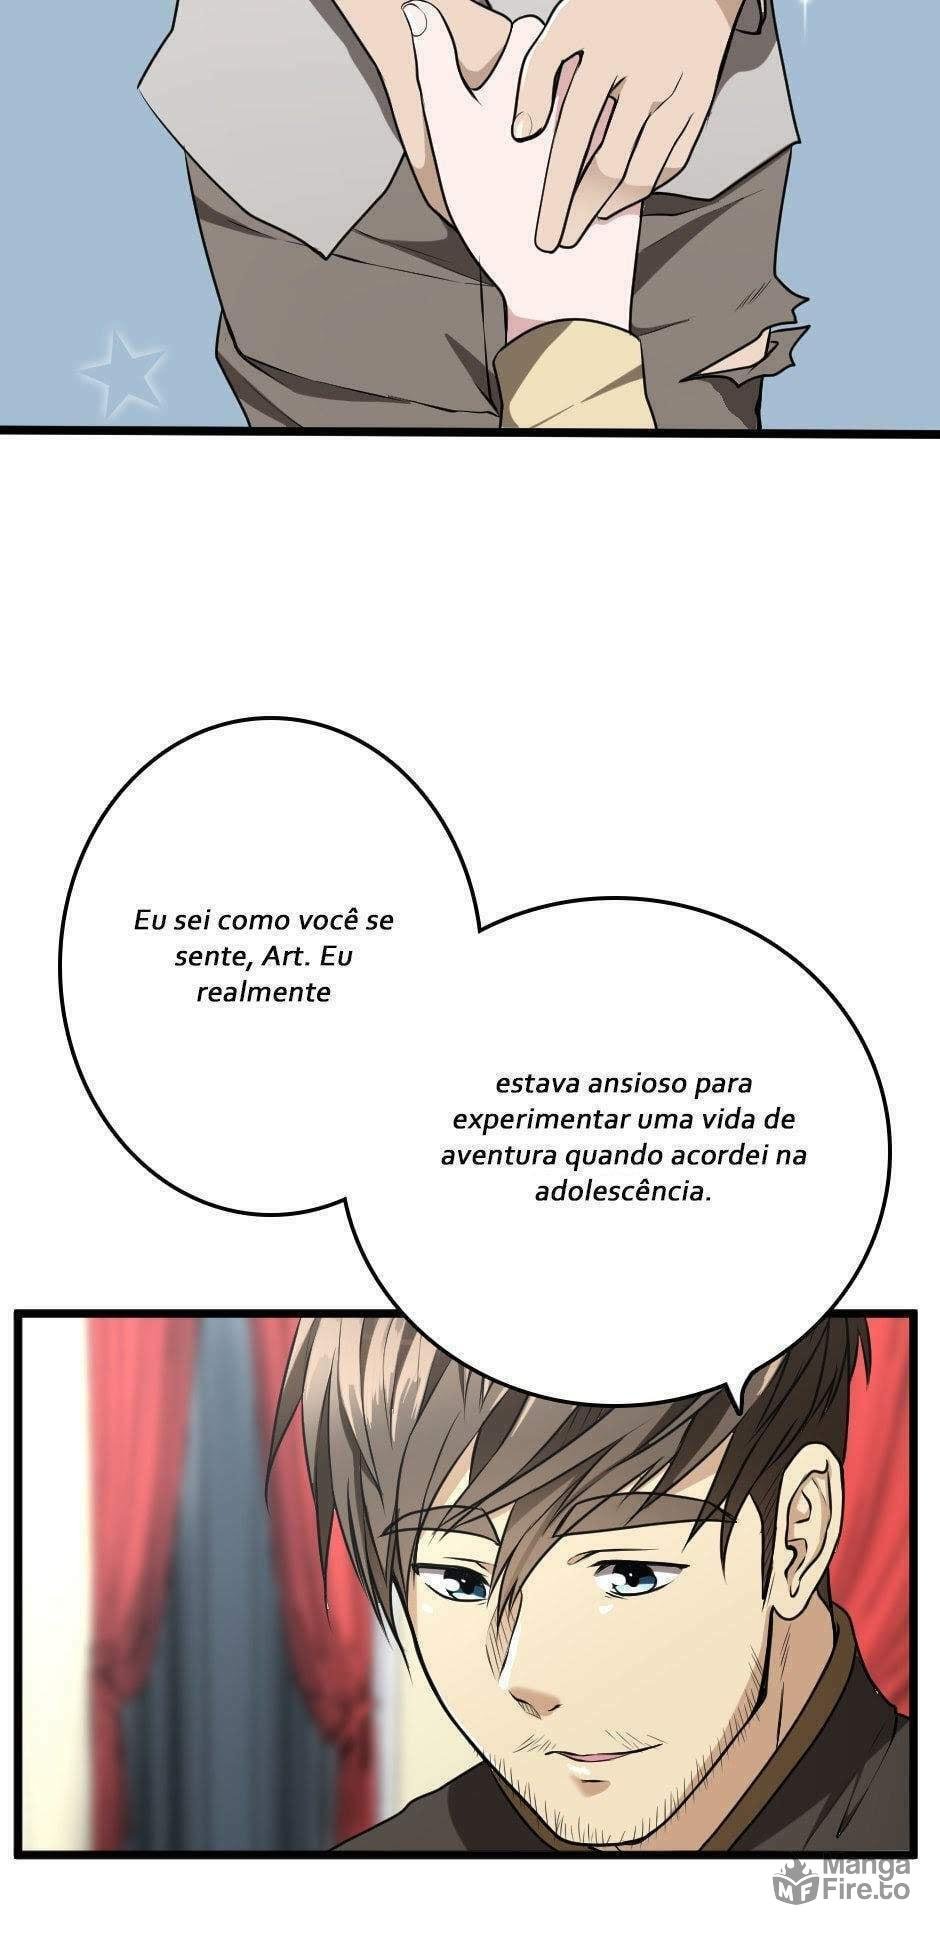 Eu sei como você se
sente, Art. Eu
realmente
estava ansioso para
experimentar uma vida de
aventura quando acordei na
adolescência.
MF
Manga
Fire.to